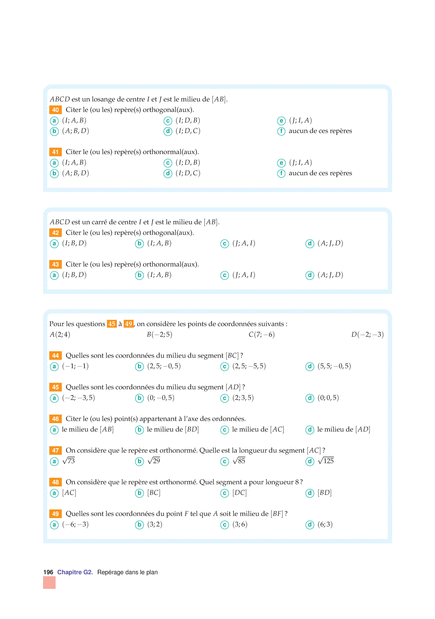 ABCD est un losange de centre I et J est le milieu de [AB].
40 Citer le (ou les) repère(s) orthogonal(aux).
a (I; A, B) c (I; D, B) e (J; I, A)
b (A; B, D) d (I; D, C) f aucun de ces repères
41 Citer le (ou les) repère(s) orthonormal(aux).
a (I; A, B) c (I; D, B) e (J; I, A)
b (A; B, D) d (I; D, C) f aucun de ces repères
ABCD est un carré de centre I et J est le milieu de [AB].
42 Citer le (ou les) repère(s) orthogonal(aux).
a (I; B, D) b (I; A, B) c (J; A, I) d (A; J, D)
43 Citer le (ou les) repère(s) orthonormal(aux).
a (I; B, D) b (I; A, B) c (J; A, I) d (A; J, D)
Pour les questions 45 à 49, on considère les points de coordonnées suivants :
A(2; 4) B(−2; 5) C(7; −6) D(−2; −3)
44 Quelles sont les coordonnées du milieu du segment [BC] ?
a (−1; −1) b (2,5; −0,5) c (2,5; −5,5) d (5,5; −0,5)
45 Quelles sont les coordonnées du milieu du segment [AD] ?
a (−2; −3,5) b (0; −0,5) c (2; 3,5) d (0; 0,5)
46 Citer le (ou les) point(s) appartenant à l'axe des ordonnées.
a le milieu de [AB] b le milieu de [BD] c le milieu de [AC] d le milieu de [AD]
47 On considère que le repère est orthonormé. Quelle est la longueur du segment [AC] ?
a √73 b √29 c √85 d √125
48 On considère que le repère est orthonormé. Quel segment a pour longueur 8 ?
a [AC] b [BC] c [DC] d [BD]
49 Quelles sont les coordonnées du point F tel que A soit le milieu de [BF] ?
a (−6; −3) b (3; 2) c (3; 6) d (6; 3)
196 Chapitre G2. Repérage dans le plan